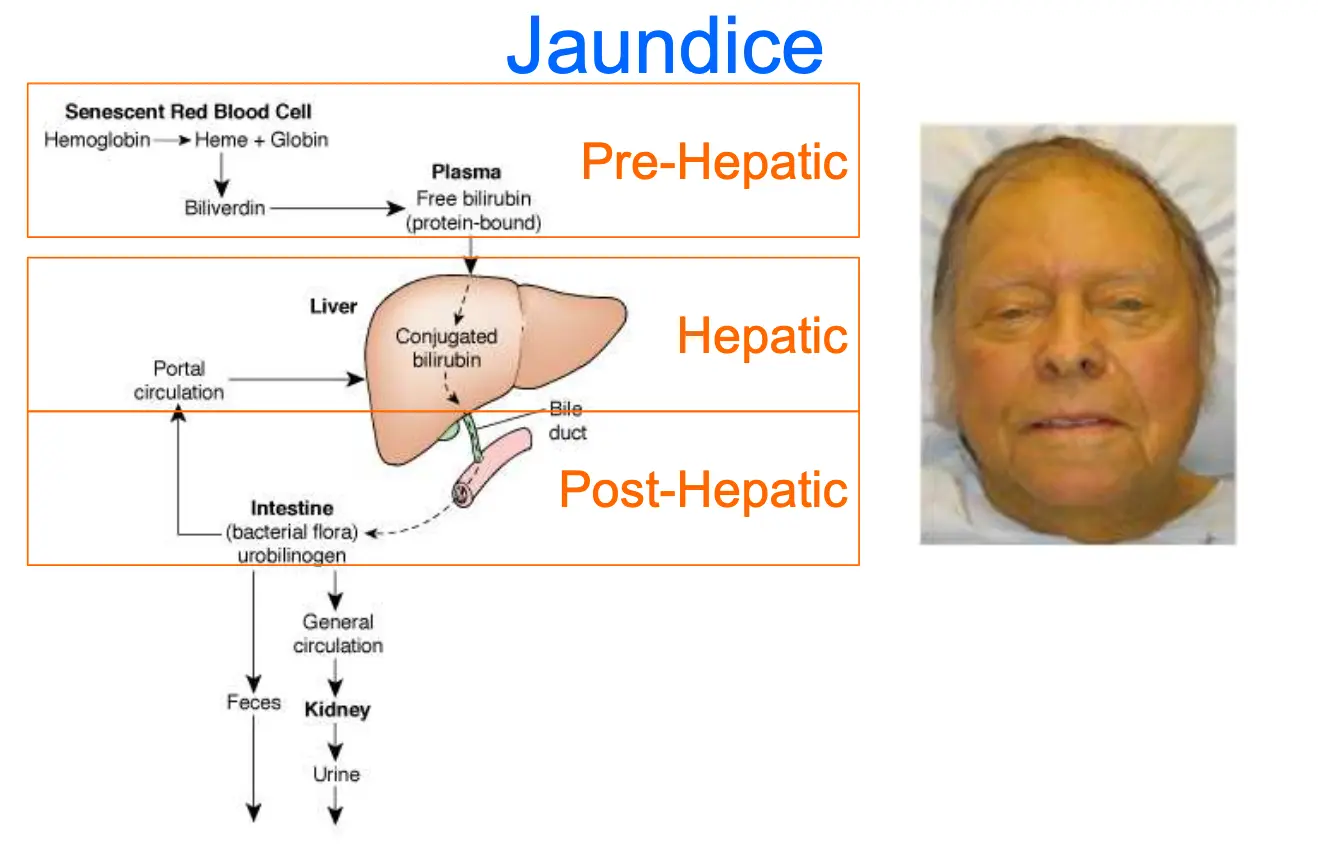 Jaundice
Senescent Red Blood Cell
Hemoglobin
Heme + Globin
Pre-Hepatic
Plasma
Biliverdin
Free bilirubin
(protein-bound)
Liver
Hepatic
Conjugated
bilirubin
Portal
circulation
Bile
duct
Post-Hepatic
Intestine
(bacterial flora)
urobilinogen
General
circulation
Feces
Kidney
Urine